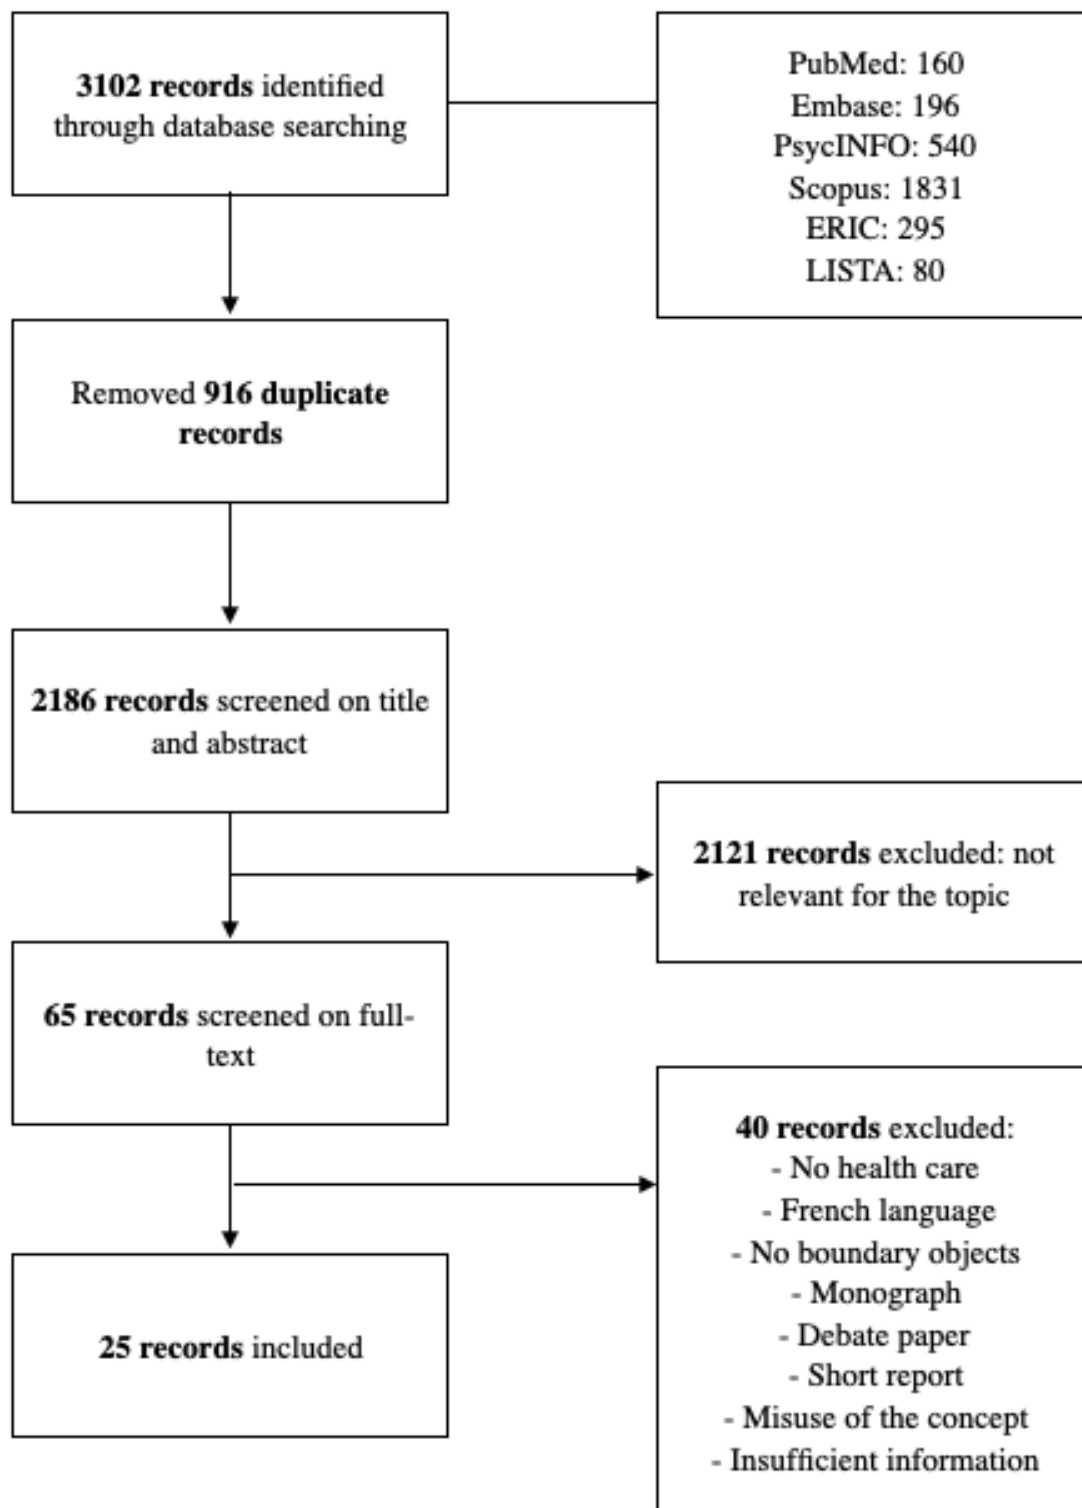 3102 records identified
through database searching
PubMed: 160
Embase: 196
PsycINFO: 540
Scopus: 1831
ERIC: 295
LISTA: 80
Removed 916 duplicate
records
2186 records screened on title
and abstract
2121 records excluded: not
relevant for the topic
65 records screened on full-
text
40 records excluded:
- No health care
- French language
- No boundary objects
- Monograph
- Debate paper
- Short report
- Misuse of the concept
- Insufficient information
25 records included